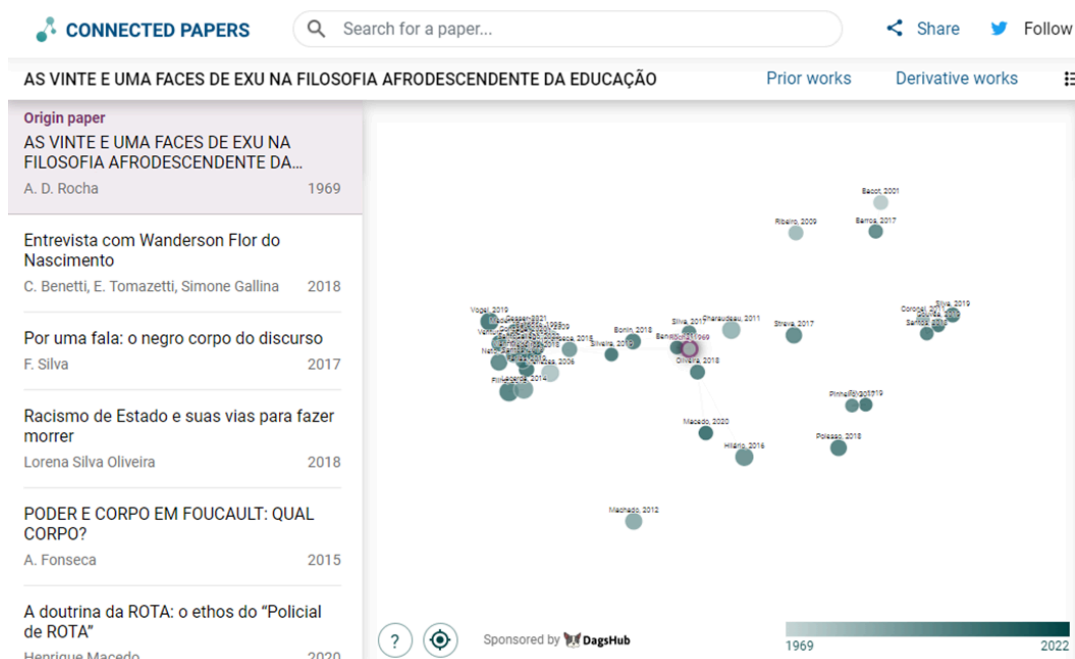 CONNECTED PAPERS
Search for a paper...
Share
Follow
AS VINTE E UMA FACES DE EXU NA FILOSOFIA AFRODESCENDENTE DA EDUCAÇÃO
Prior works
Derivative works
Origin paper
AS VINTE E UMA FACES DE EXU NA
FILOSOFIA AFRODESCENDENTE DA...
A. D. Rocha 1969
Entrevista com Wanderson Flor do
Nascimento
C. Benetti, E. Tomazetti, Simone Gallina 2018
Por uma fala: o negro corpo do discurso
F. Silva 2017
Racismo de Estado e suas vias para fazer
morrer
Lorena Silva Oliveira 2018
PODER E CORPO EM FOUCAULT: QUAL
CORPO?
A. Fonseca 2015
A doutrina da ROTA: o ethos do “Policial
de ROTA”
Henrique Macedo 2020
Bacot, 2001
Ribeiro, 2009
Barros, 2017
Vogel, 2019
Silva, 2019
Bonin, 2018
Silva, 2017
Charaudeau, 2011
Streva, 2017
Oliveira, 2018
Macedo, 2020
Hilário, 2016
Polesso, 2018
Machado, 2012
?
Sponsored by DagsHub
1969
2022